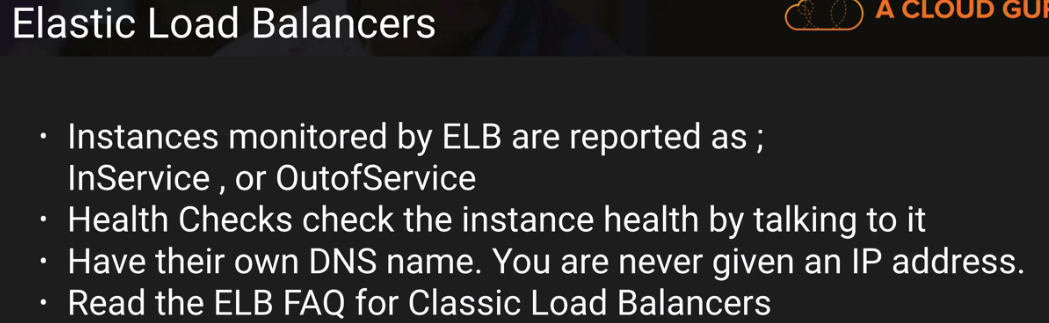 Elastic Load Balancers
A CLOUD
· Instances monitored by ELB are reported as ;
InService , or OutofService
· Health Checks check the instance health by talking to it
· Have their own DNS name. You are never given an IP address.
· Read the ELB FAQ for Classic Load Balancers